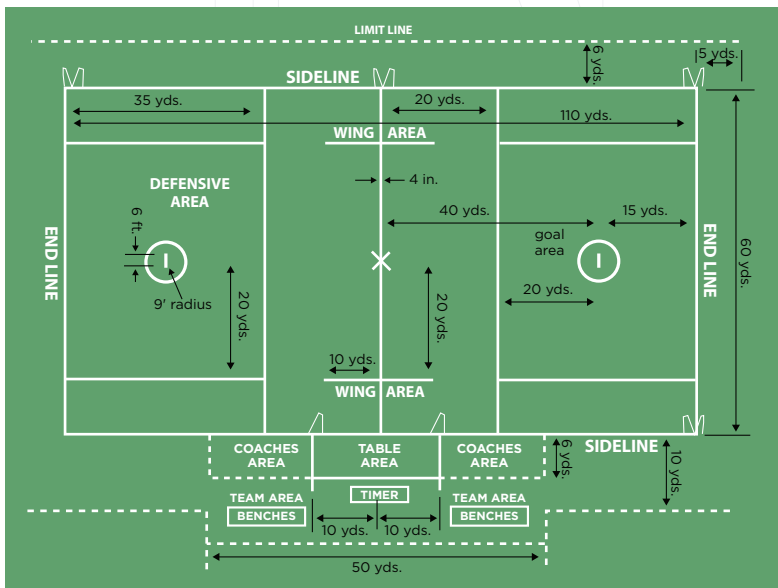 LIMIT LINE
6 yds.
5 yds.
SIDELINE
35 yds.
20 yds.
110 yds.
WING AREA
4 in.
DEFENSIVE
AREA
40 yds.
15 yds.
6 ft.
goal
area
END LINE
END LINE
60 yds.
9' radius
20 yds.
20 yds.
20 yds.
10 yds.
WING AREA
COACHES
AREA
TABLE
AREA
COACHES
AREA
6 yds.
SIDELINE
10 yds.
TEAM AREA
BENCHES
TIMER
TEAM AREA
BENCHES
10 yds.
10 yds.
50 yds.